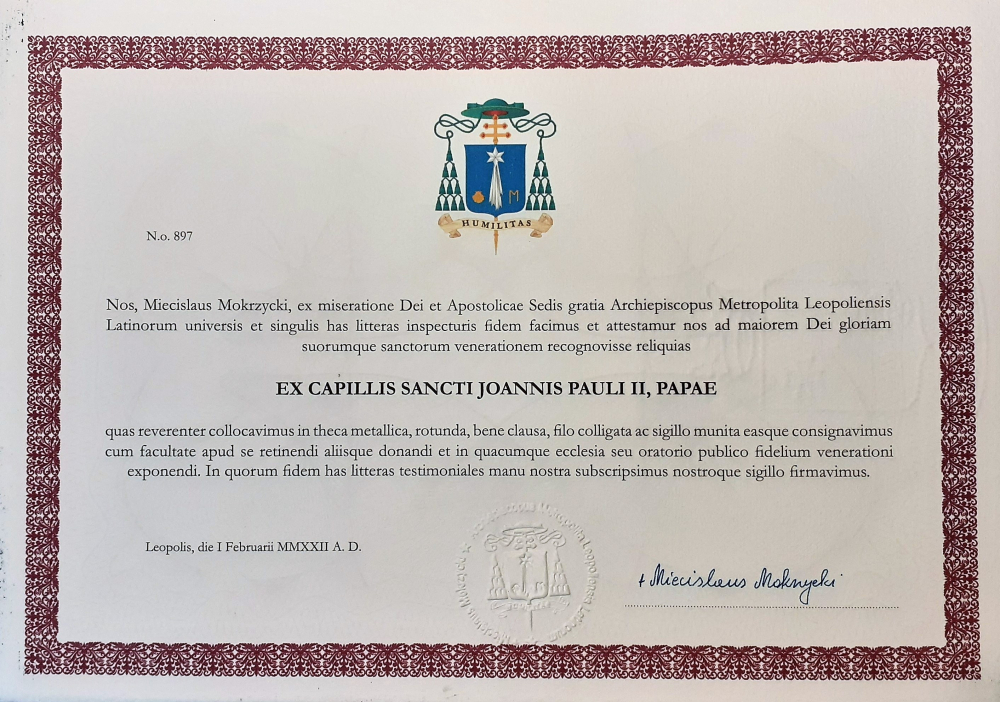 M
HUMILITAS
N.o. 897
Nos, Miecislaus Mokrzycki, ex miseratione Dei et Apostolicae Sedis gratia Archiepiscopus Metropolita Leopoliensis
Latinorum universis et singulis has litteras inspecturis fidem facimus et attestamur nos ad maiorem Dei gloriam
suorumque sanctorum venerationem recognovisse reliquias
EX CAPILLIS SANCTI JOANNIS PAULI II, PAPAE
quas reverenter collocavimus in theca metallica, rotunda, bene clausa, filo colligata ac sigillo munita easque consignavimus
cum facultate apud se retinendi aliisque donandi et in quacumque ecclesia seu oratorio publico fidelium venerationi
exponendi. In quorum fidem has litteras testimoniales manu nostra subscripsimus nostroque sigillo firmavimus.
Leopolis, die I Februarii MMXXII A. D.
Metropolita Leopoliensis Latinorum
+ Miecislaus Mokrzycki